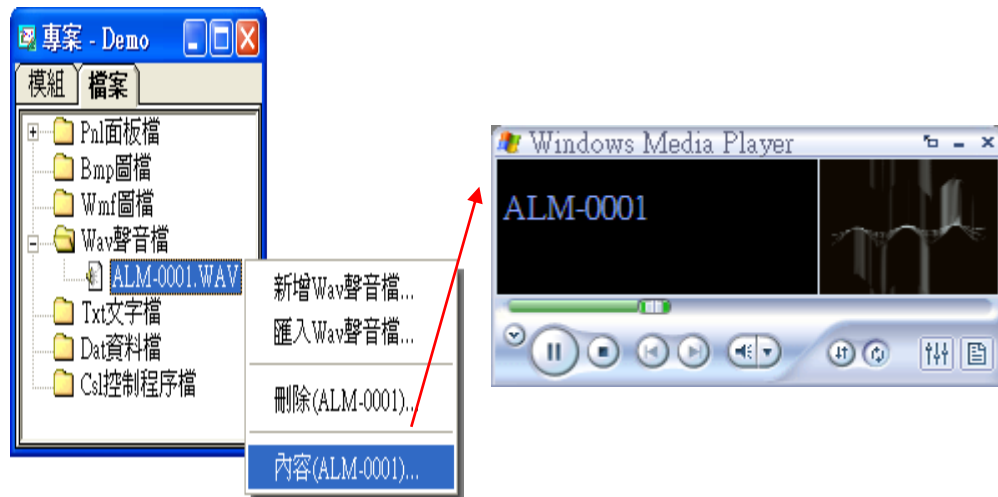 專案 - Demo
模組 檔案
Pnl面板檔
Bmp圖檔
Wmf圖檔
Wav聲音檔
ALM-0001.WAV
Txt文字檔
Dat資料檔
Csl控制程序檔
新增Wav聲音檔...
匯入Wav聲音檔...
刪除(ALM-0001)...
內容(ALM-0001)...
Windows Media Player
ALM-0001